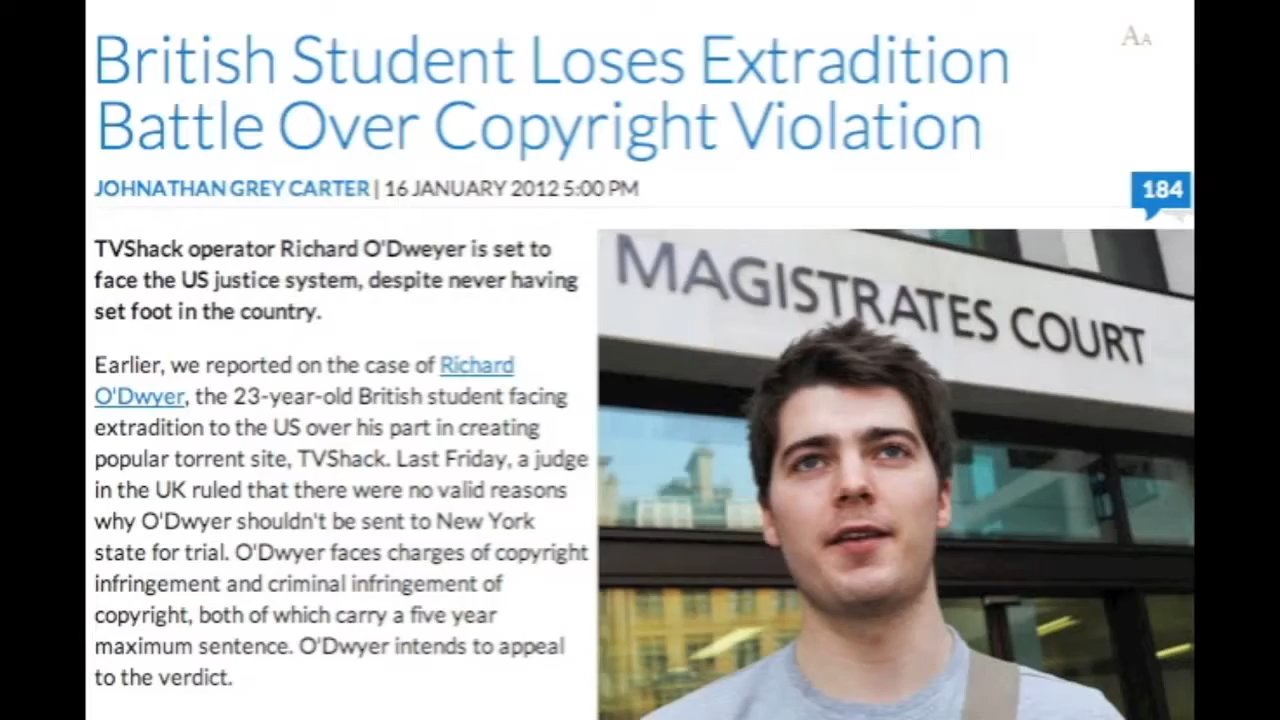 British Student Loses Extradition
Battle Over Copyright Violation
AA
JOHNATHAN GREY CARTER | 16 JANUARY 2012 5:00 PM
184
TVShack operator Richard O'Dweyer is set to
face the US justice system, despite never having
set foot in the country.
Earlier, we reported on the case of Richard
O'Dwyer, the 23-year-old British student facing
extradition to the US over his part in creating
popular torrent site, TVShack. Last Friday, a judge
in the UK ruled that there were no valid reasons
why O'Dwyer shouldn't be sent to New York
state for trial. O'Dwyer faces charges of copyright
infringement and criminal infringement of
copyright, both of which carry a five year
maximum sentence. O'Dwyer intends to appeal
to the verdict.
MAGISTRATES COURT